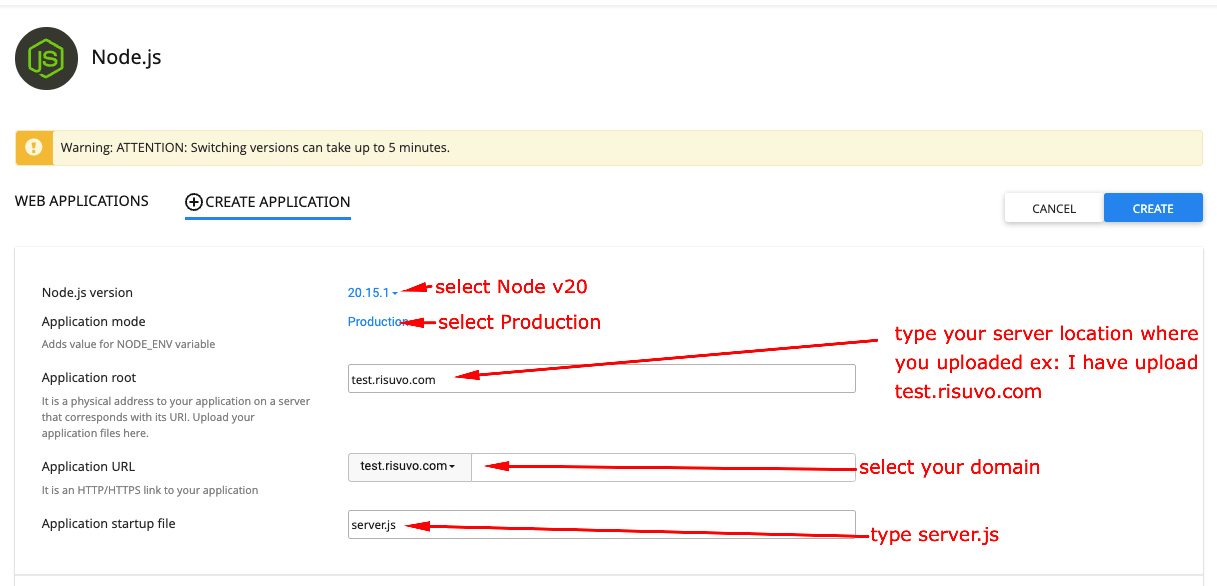 JS
Node.js
Warning: ATTENTION: Switching versions can take up to 5 minutes.
WEB APPLICATIONS
CREATE APPLICATION
CANCEL
CREATE
Node.js version
20.15.1
select Node v20
Application mode
Production
select Production
Adds value for NODE_ENV variable
type your server location where
you uploaded ex: I have upload
test.risuvo.com
Application root
test.risuvo.com
It is a physical address to your application on a server
that corresponds with its URI. Upload your
application files here.
Application URL
test.risuvo.com
select your domain
It is an HTTP/HTTPS link to your application
Application startup file
server.js
type server.js